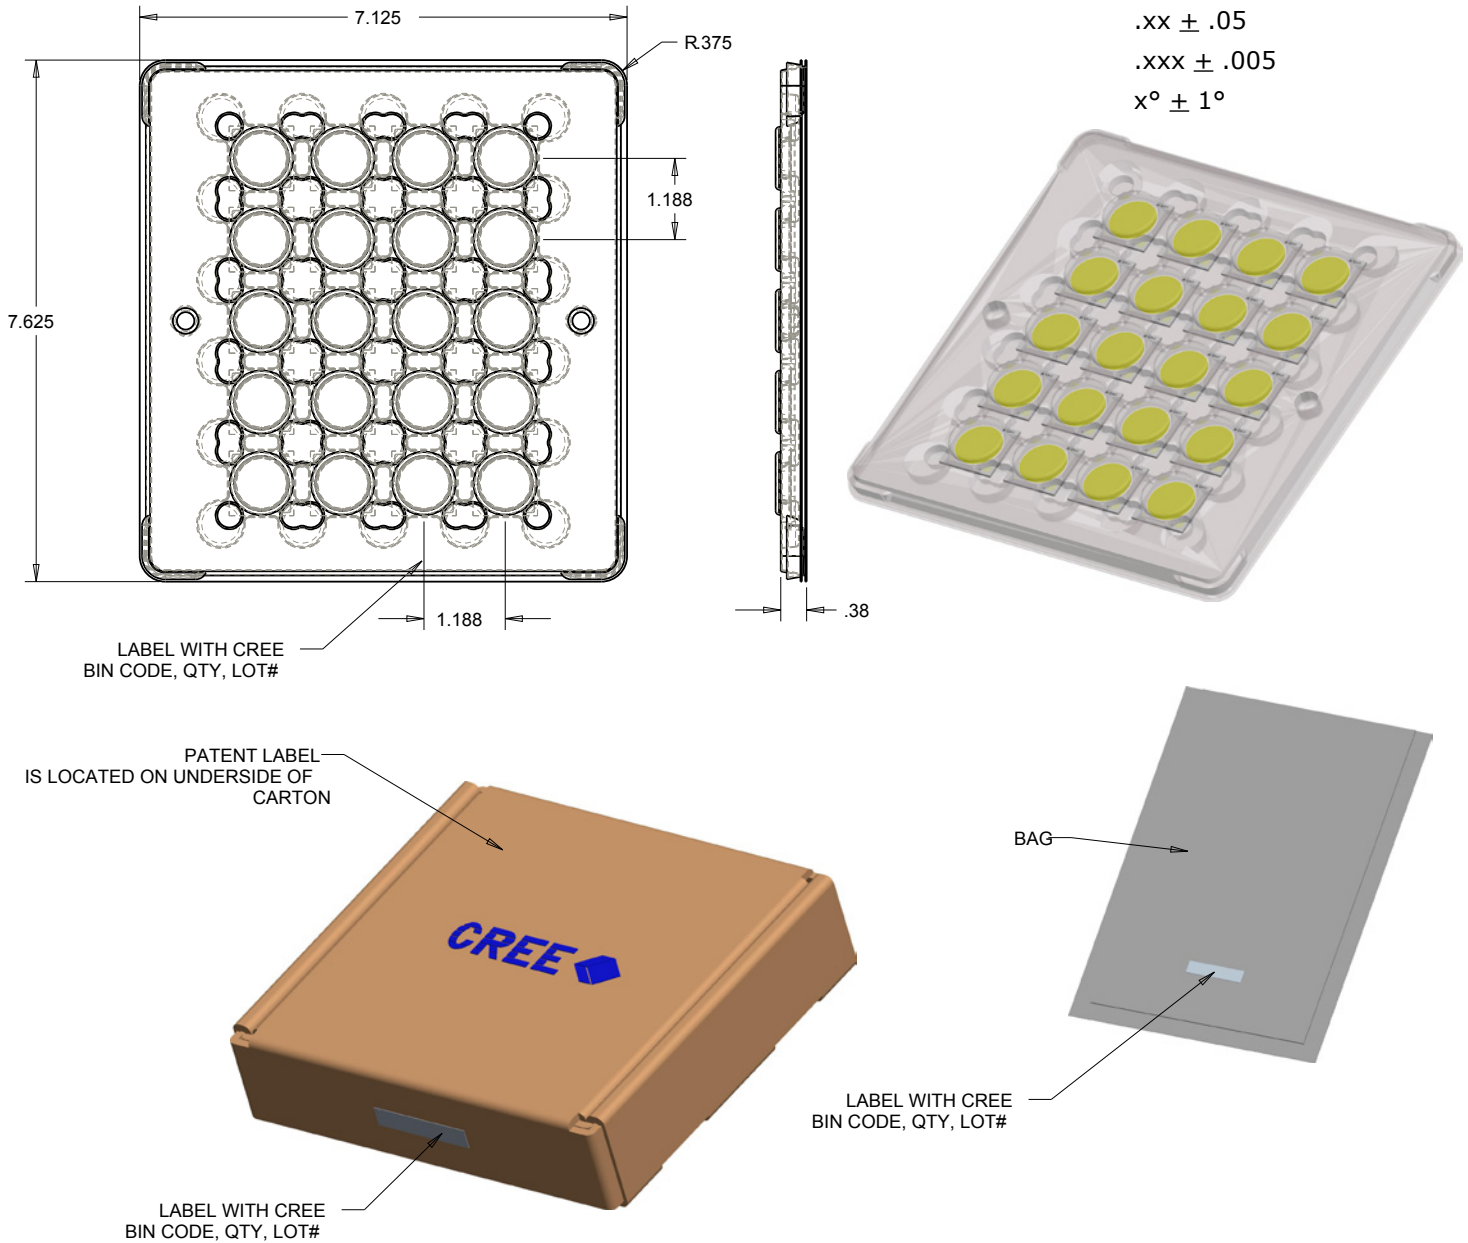 7.125
R.375
.xx ± .05
.xxx ± .005
x° ± 1°
1.188
7.625
1.188
.38
LABEL WITH CREE
BIN CODE, QTY, LOT#
PATENT LABEL
IS LOCATED ON UNDERSIDE OF
CARTON
CREE
BAG
LABEL WITH CREE
BIN CODE, QTY, LOT#
LABEL WITH CREE
BIN CODE, QTY, LOT#